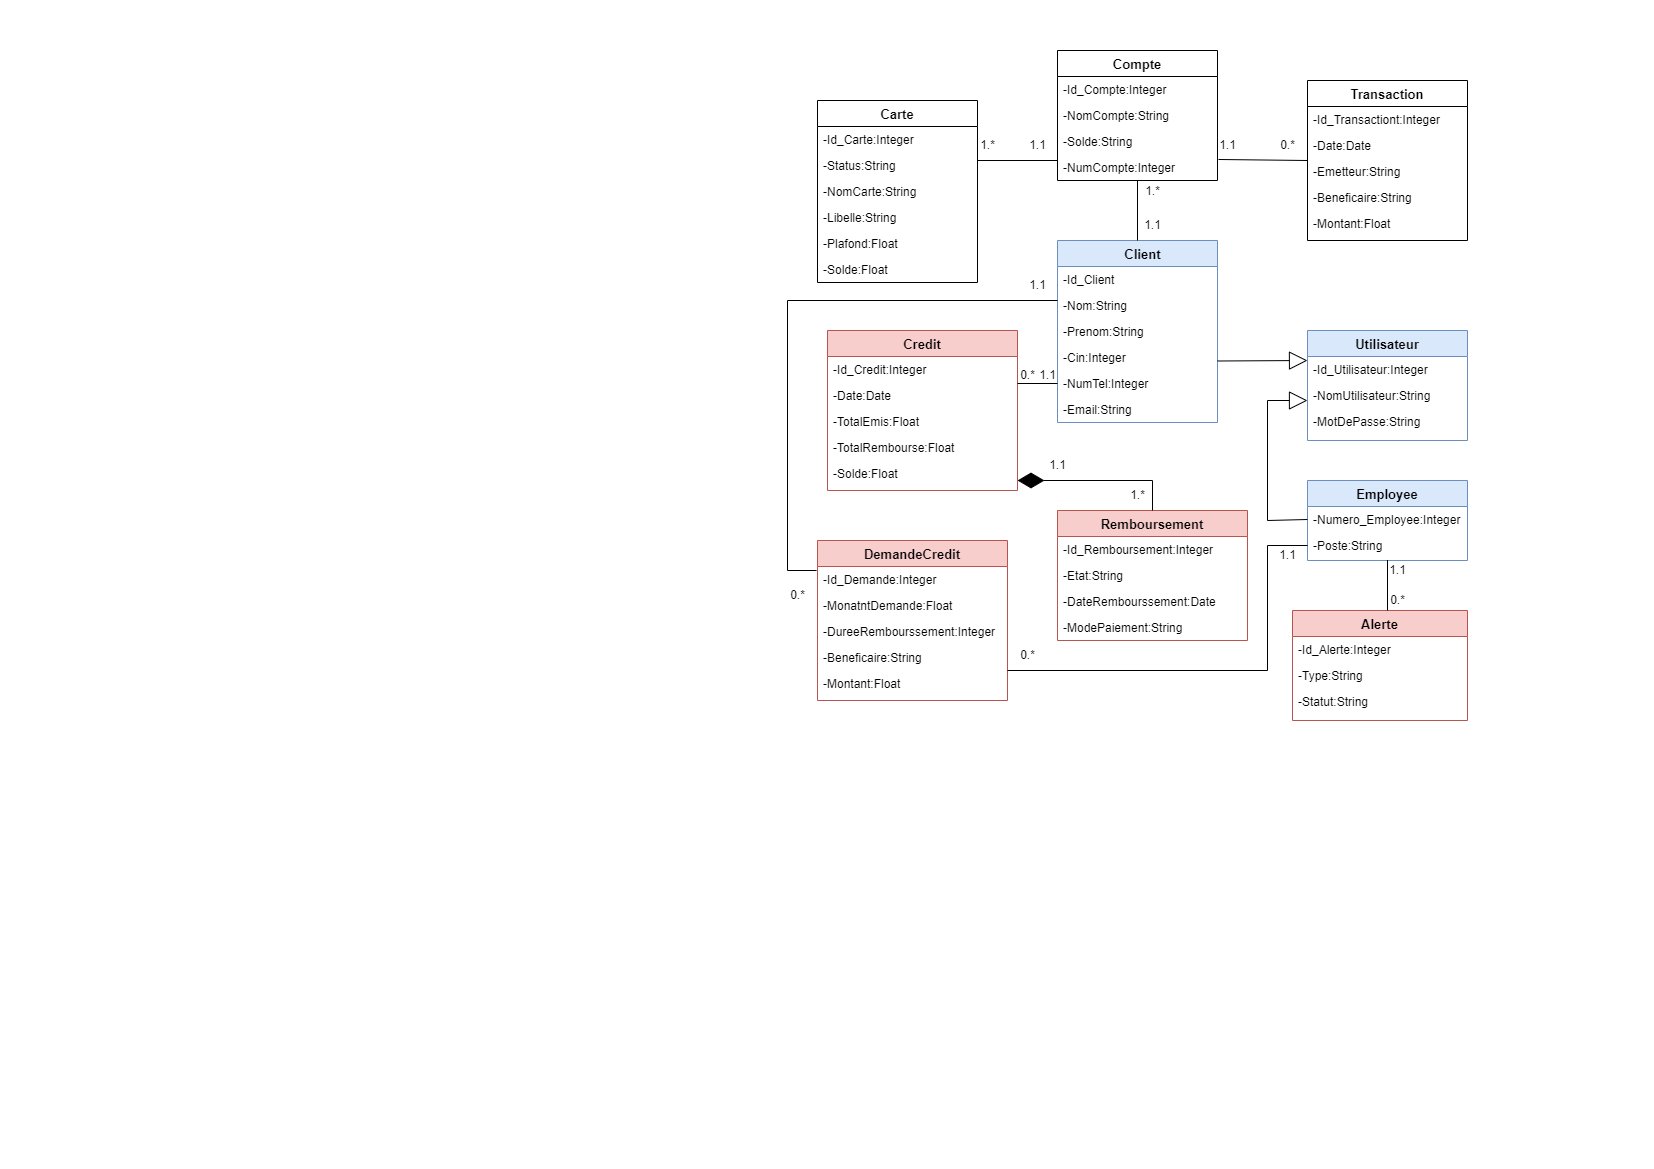 Compte
-Id_Compte:Integer
-NomCompte:String
-Solde:String
-NumCompte:Integer
Transaction
-Id_Transactiont:Integer
-Date:Date
-Emetteur:String
-Beneficaire:String
-Montant:Float
Carte
-Id_Carte:Integer
-Status:String
-NomCarte:String
-Libelle:String
-Plafond:Float
-Solde:Float
1.*
1.1
1.1
0.*
1.*
1.1
Client
-Id_Client
-Nom:String
-Prenom:String
-Cin:Integer
-NumTel:Integer
-Email:String
1.1
Credit
-Id_Credit:Integer
-Date:Date
-TotalEmis:Float
-TotalRembourse:Float
-Solde:Float
0.*
1.1
Utilisateur
-Id_Utilisateur:Integer
-NomUtilisateur:String
-MotDePasse:String
1.1
1.*
Employee
-Numero_Employee:Integer
-Poste:String
Remboursement
-Id_Remboursement:Integer
-Etat:String
-DateRembourssement:Date
-ModePaiement:String
DemandeCredit
-Id_Demande:Integer
-MonatntDemande:Float
-DureeRembourssement:Integer
-Beneficaire:String
-Montant:Float
0.*
0.*
1.1
1.1
0.*
Alerte
-Id_Alerte:Integer
-Type:String
-Statut:String